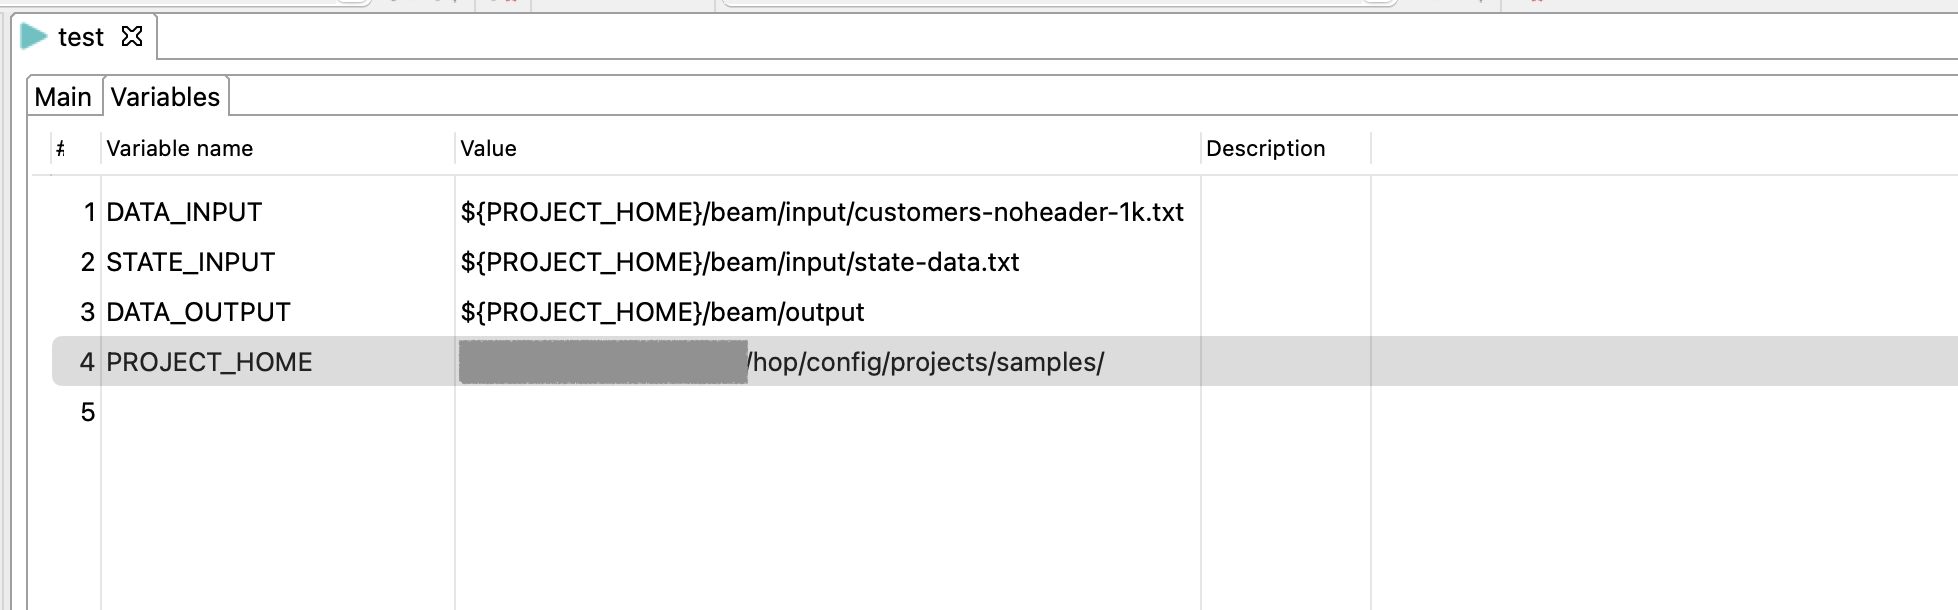 test
Main Variables
# Variable name Value Description
1 DATA_INPUT ${PROJECT_HOME}/beam/input/customers-noheader-1k.txt
2 STATE_INPUT ${PROJECT_HOME}/beam/input/state-data.txt
3 DATA_OUTPUT ${PROJECT_HOME}/beam/output
4 PROJECT_HOME /hop/config/projects/samples/
5